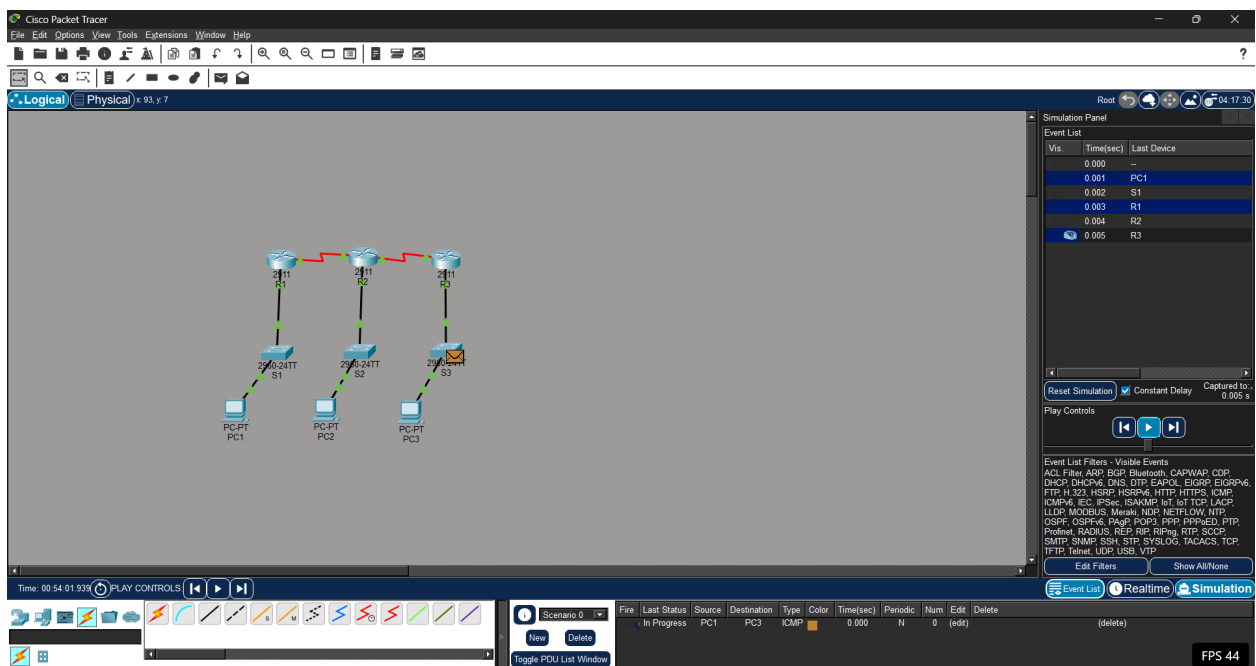 Cisco Packet Tracer
File Edit Options View Tools Extensions Window Help
?
Logical Physical x: 93, y: 7 Root 04:17:30
Simulation Panel
Event List
Vis. Time(sec) Last Device
0.000 --
0.001 PC1
0.002 S1
0.003 R1
0.004 R2
0.005 R3
2911 2911 2911
R1 R2 R3
2960-24TT 2960-24TT
S1 S2 S3
PC-PT PC-PT PC-PT
PC1 PC2 PC3
Reset Simulation Constant Delay Captured to:
0.005 s
Play Controls
Event List Filters - Visible Events
ACL Filter, ARP, BGP, Bluetooth, CAPWAP, CDP,
DHCP, DHCPv6, DNS, DTP, EAPOL, EIGRP, EIGRPv6,
FTP, H.323, HSRP, HSRPv6, HTTP, HTTPS, ICMP,
ICMPv6, IEC, IPSec, ISAKMP, IoT, IoT TCP, LACP,
LLDP, MODBUS, Meraki, NDP, NETFLOW, NTP,
OSPF, OSPFv6, PAgP, POP3, PPP, PPPoED, PTP,
Profinet, RADIUS, REP, RIP, RIPng, RTP, SCCP,
SMTP, SNMP, SSH, STP, SYSLOG, TACACS, TCP,
TFTP, Telnet, UDP, USB, VTP
Edit Filters Show All/None
Time: 00:54:01.939 PLAY CONTROLS: Event List Realtime Simulation
Scenario 0 Fire Last Status Source Destination Type Color Time(sec) Periodic Num Edit Delete
In Progress PC1 PC3 ICMP 0.000 N 0 (edit) (delete)
New Delete
Toggle PDU List Window
FPS 44